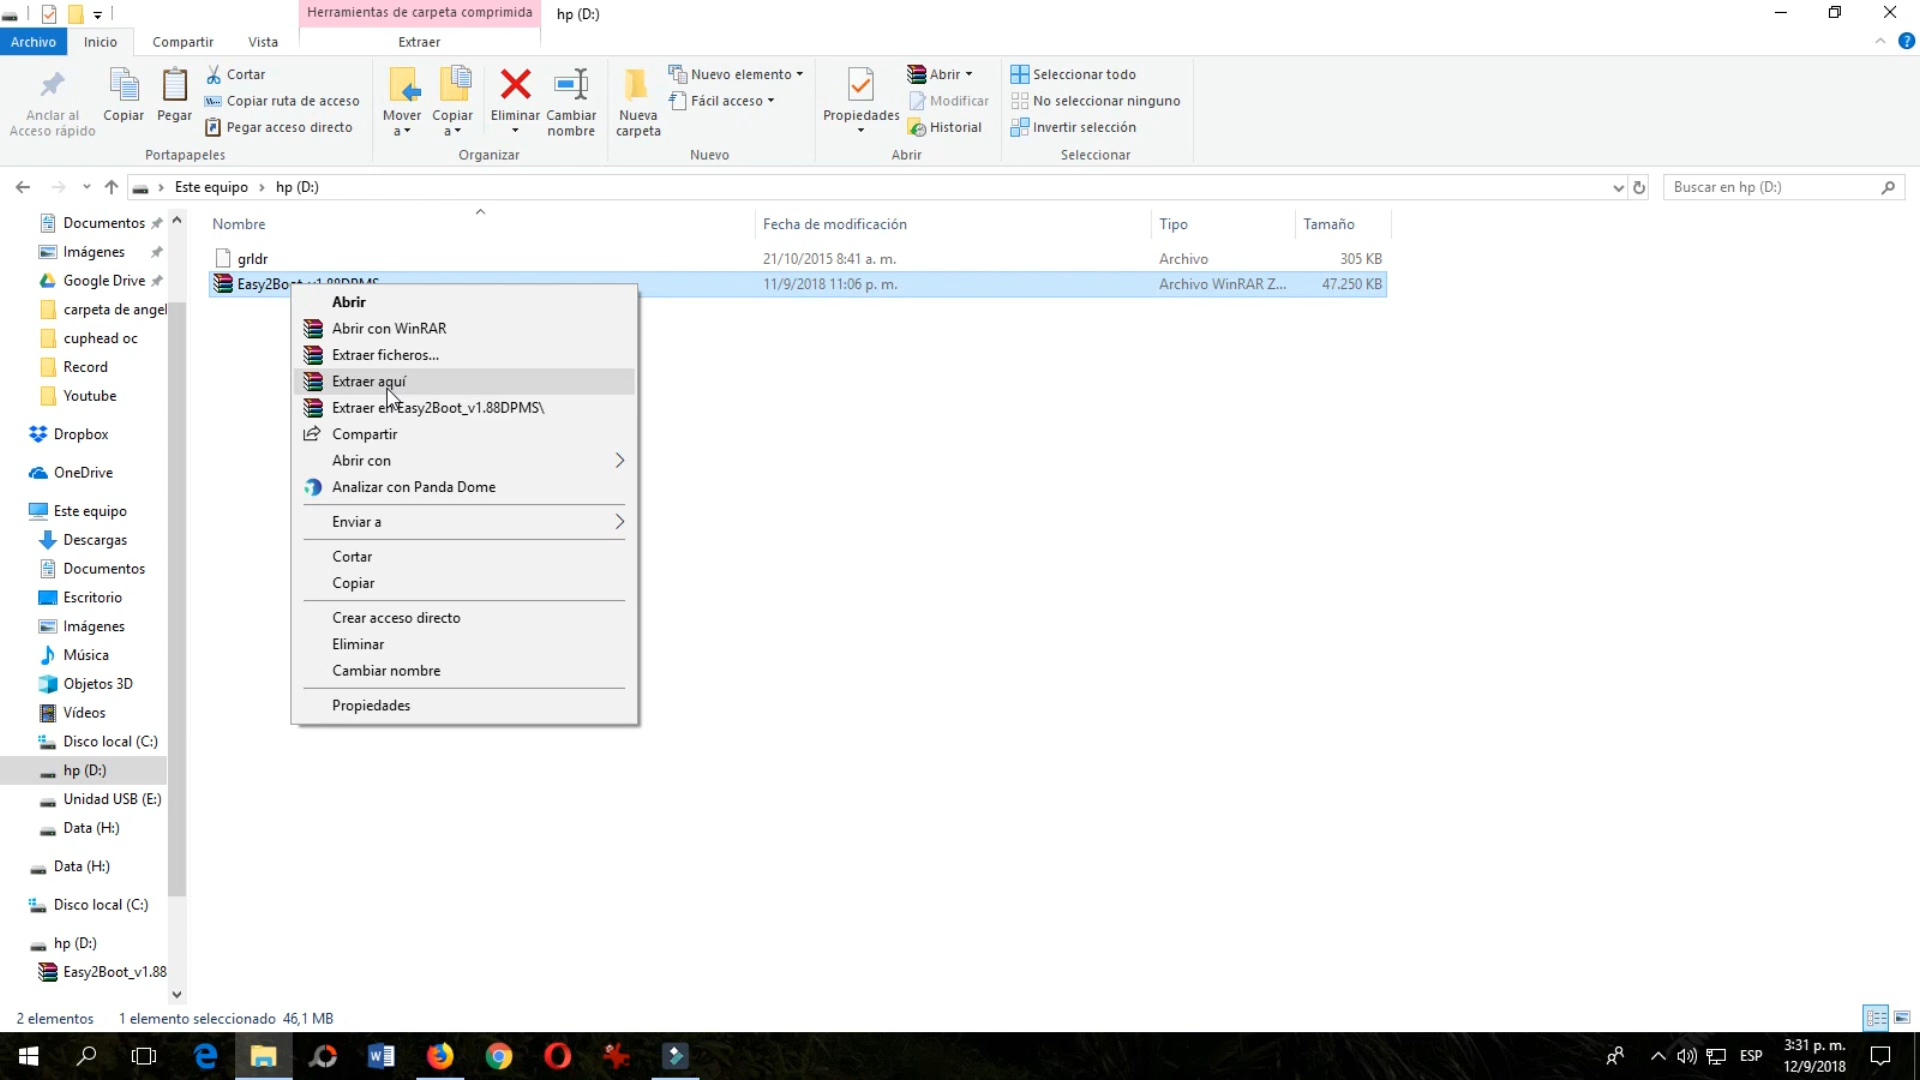 Herramientas de carpeta comprimida
hp (D:)
Archivo
Inicio
Compartir
Vista
Extraer
Anclar al
Acceso rápido
Copiar
Pegar
Cortar
Copiar ruta de acceso
Pegar acceso directo
Portapapeles
Mover
a
Copiar
a
Eliminar
Cambiar
nombre
Organizar
Nueva
carpeta
Nuevo elemento
Fácil acceso
Nuevo
Propiedades
Abrir
Modificar
Historial
Abrir
Seleccionar todo
No seleccionar ninguno
Invertir selección
Seleccionar
Este equipo > hp (D:)
Buscar en hp (D:)
Nombre
Fecha de modificación
Tipo
Tamaño
grldr
21/10/2015 8:41 a. m.
Archivo
305 KB
Easy2Boot_v1.88DPMS
11/9/2018 11:06 p. m.
Archivo WinRAR Z...
47.250 KB
Documentos
Imágenes
Google Drive
carpeta de angel
cuphead oc
Record
Youtube
Dropbox
OneDrive
Este equipo
Descargas
Documentos
Escritorio
Imágenes
Música
Objetos 3D
Vídeos
Disco local (C:)
hp (D:)
Unidad USB (E:)
Data (H:)
Data (H:)
Disco local (C:)
hp (D:)
Easy2Boot_v1.88
Abrir
Abrir con WinRAR
Extraer ficheros...
Extraer aquí
Extraer en Easy2Boot_v1.88DPMS\
Compartir
Abrir con
Analizar con Panda Dome
Enviar a
Cortar
Copiar
Crear acceso directo
Eliminar
Cambiar nombre
Propiedades
2 elementos
1 elemento seleccionado 46,1 MB
ESP
3:31 p. m.
12/9/2018